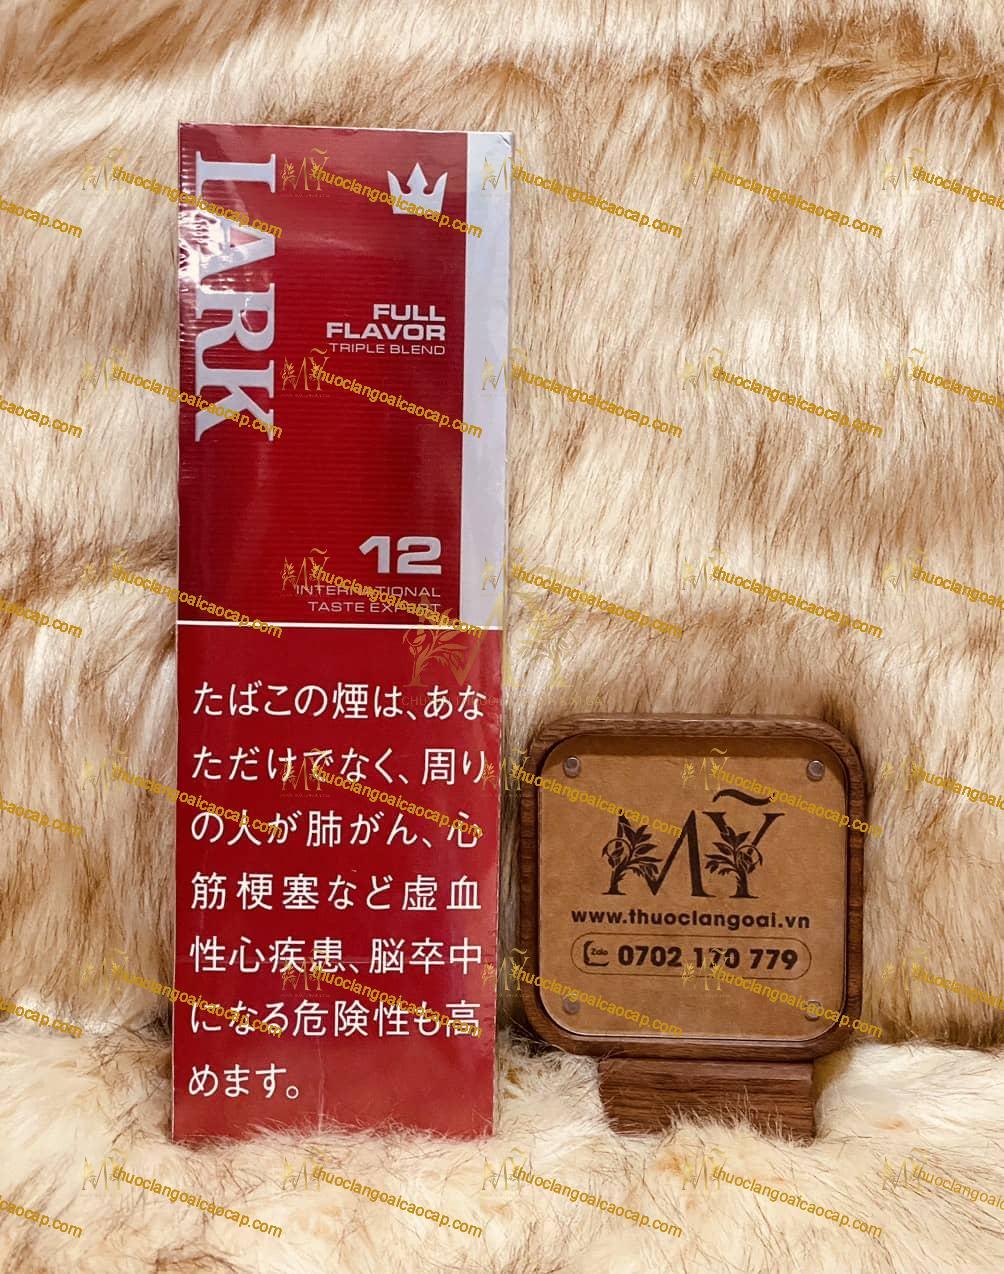 LARK
FULL
FLAVOR
TRIPLE BLEND
12
INTERNATIONAL
TASTE EXPERT
たばこの煙は、あな
ただけでなく、周り
の人が肺がん、心
筋梗塞など虚血
性心疾患、脳卒中
になる危険性も高
めます。
MỸ
www.thuoclangoai.vn
Zalo 0702 170 779
MỸ thuoclangoaicaocap.com